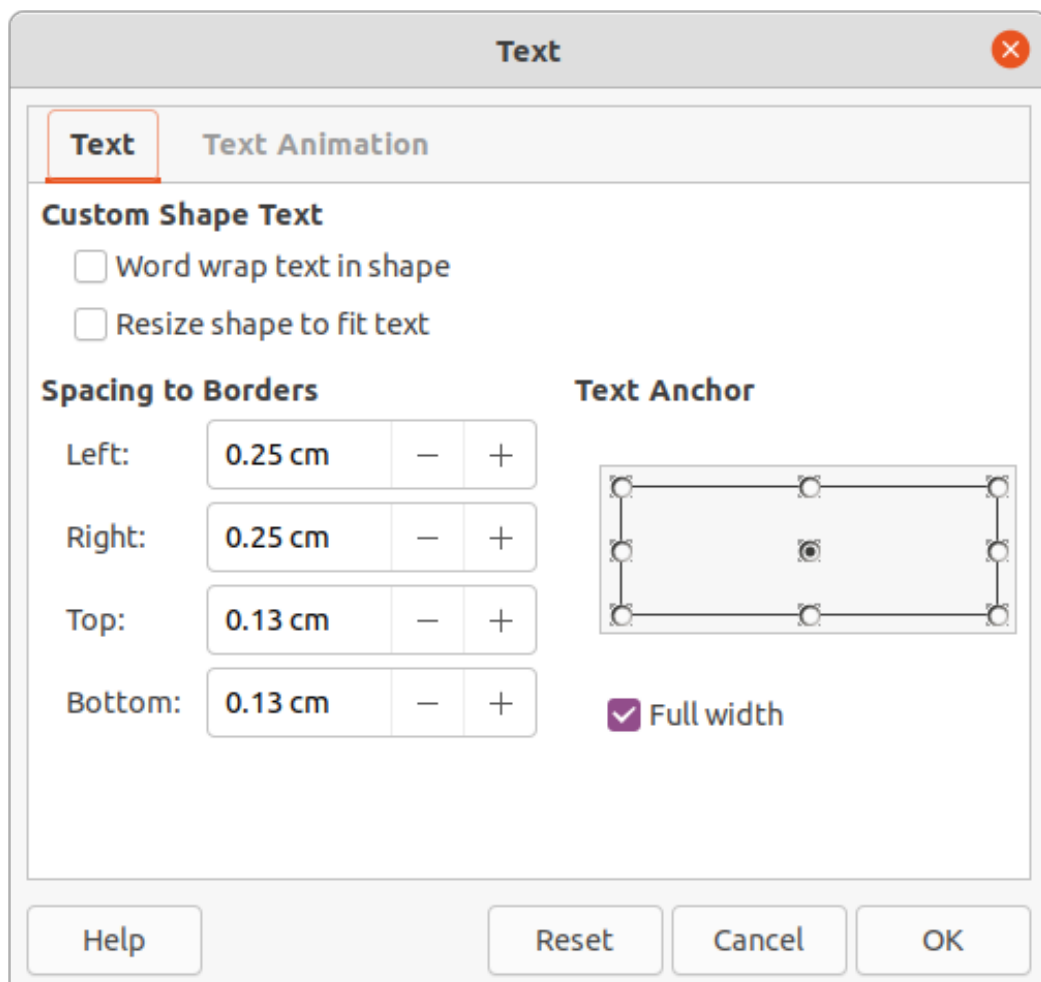 Text
Text Text Animation
Custom Shape Text
Word wrap text in shape
Resize shape to fit text
Spacing to Borders
Left: 0.25 cm − +
Right: 0.25 cm − +
Top: 0.13 cm − +
Bottom: 0.13 cm − +
Text Anchor
Full width
Help Reset Cancel OK